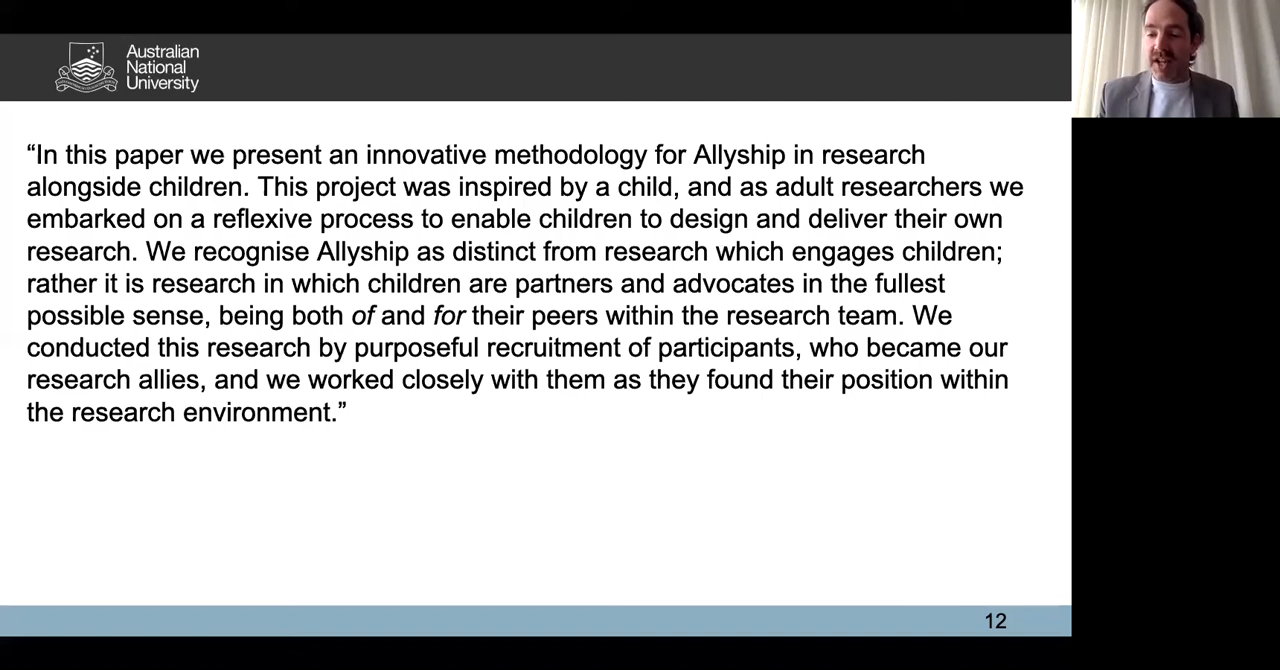 Australian
National
University
“In this paper we present an innovative methodology for Allyship in research
alongside children. This project was inspired by a child, and as adult researchers we
embarked on a reflexive process to enable children to design and deliver their own
research. We recognise Allyship as distinct from research which engages children;
rather it is research in which children are partners and advocates in the fullest
possible sense, being both of and for their peers within the research team. We
conducted this research by purposeful recruitment of participants, who became our
research allies, and we worked closely with them as they found their position within
the research environment.”
12